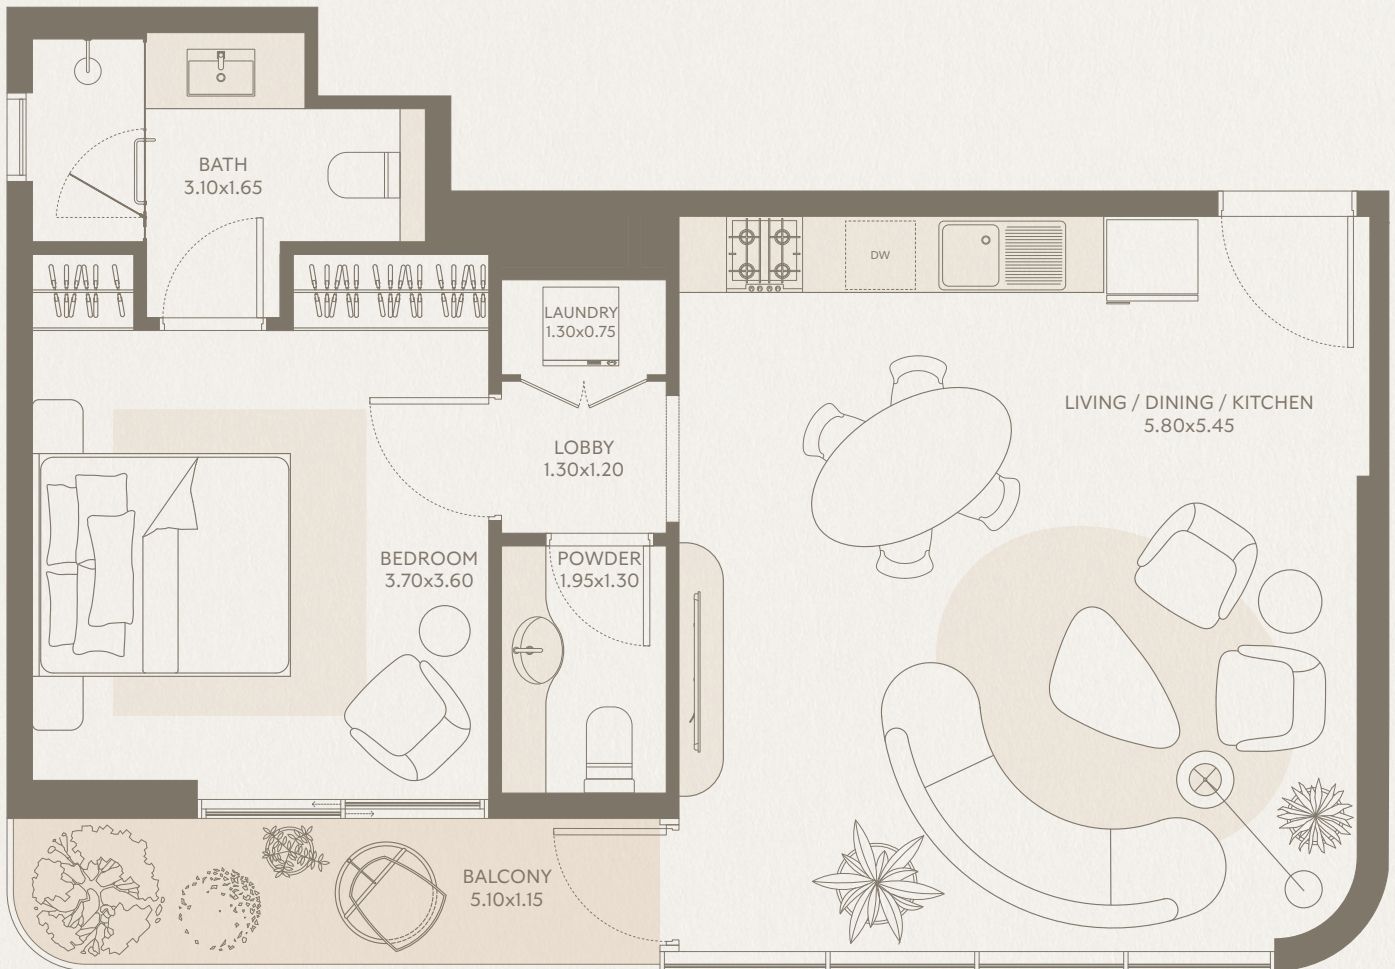 BATH
3.10x1.65
DW
LAUNDRY
1.30x0.75
LIVING / DINING / KITCHEN
5.80x5.45
LOBBY
1.30x1.20
BEDROOM
3.70x3.60
POWDER
1.95x1.30
BALCONY
5.10x1.15